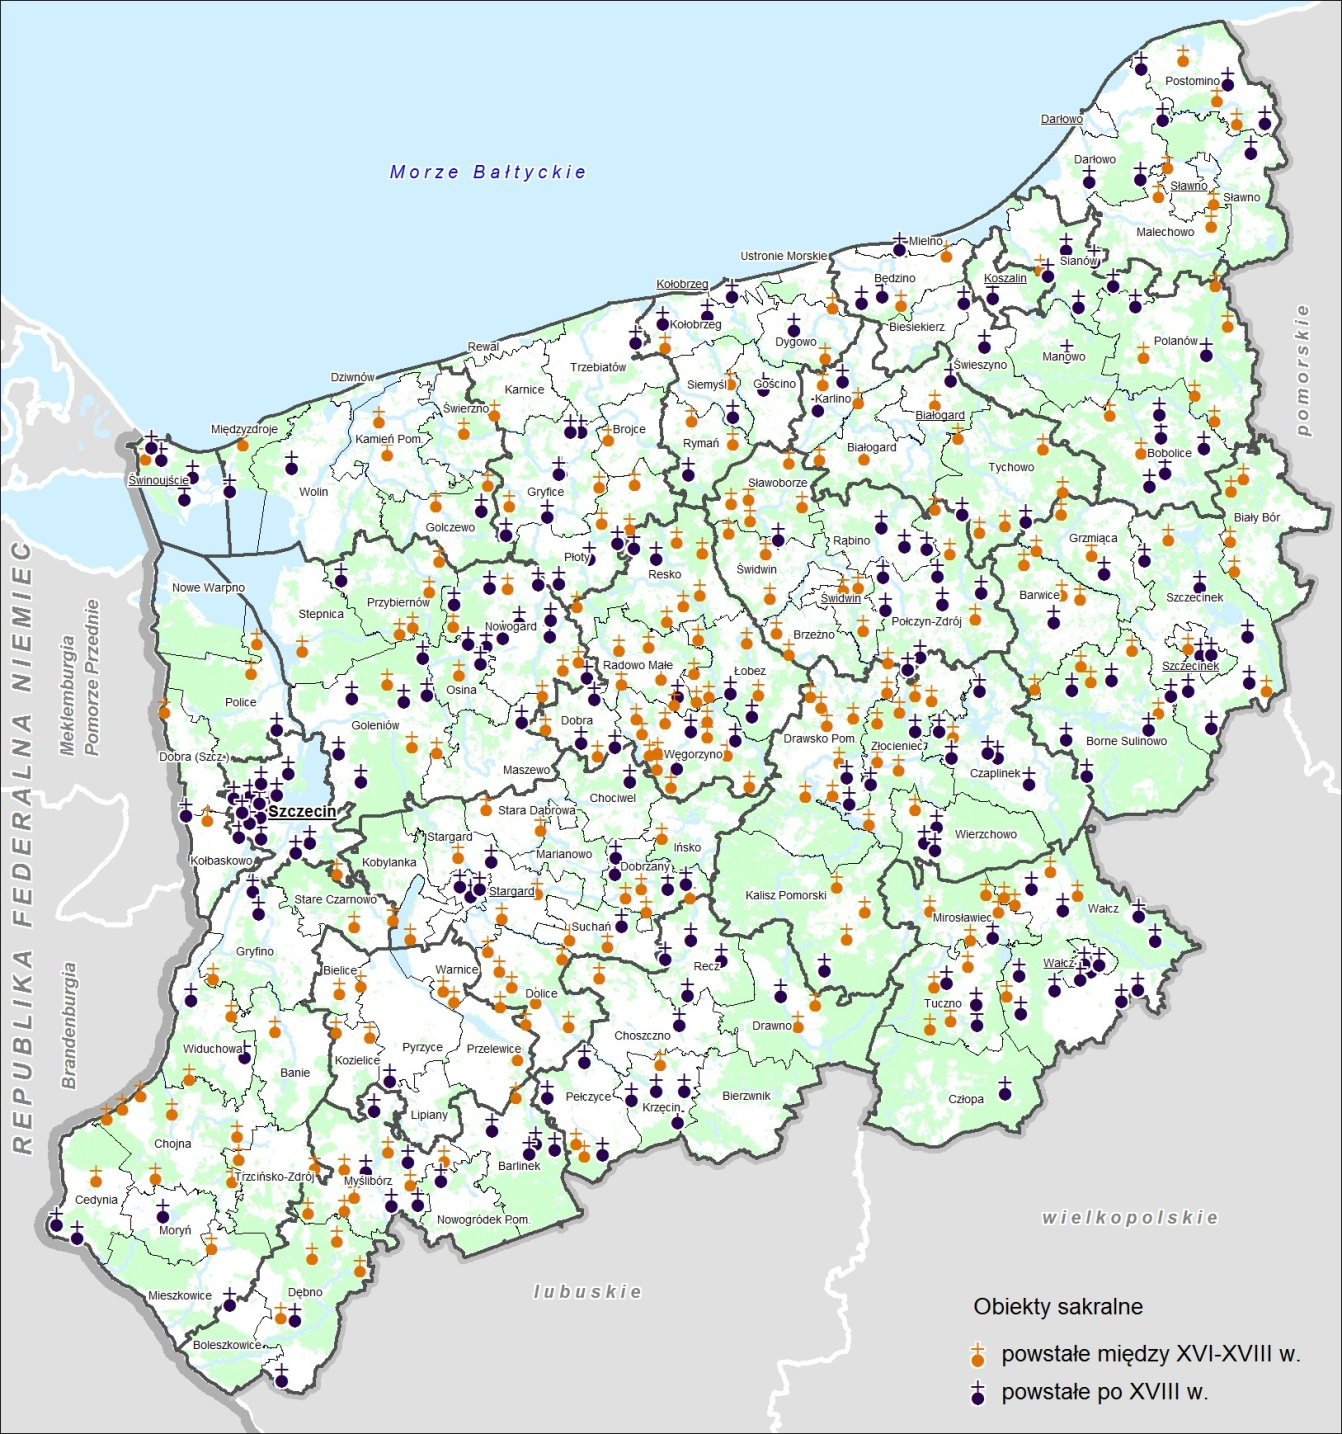 Postomino
Darłowo
Morze Bałtyckie
Darłowo
Sławno
Sławno
Malechowo
Mielno
Ustronie Morskie
Sianów
Będzino
Koszalin
Kołobrzeg
pomorskie
Kołobrzeg
Biesiekierz
Dygowo
Polanów
Rewal
Manowo
Trzebiatów
Świeszyno
Dziwnów
Siemyśl
Gościno
Karnice
Karlino
Świerzno
Białogard
Międzyzdroje
Brojce
Kamień Pom.
Rymań
Białogard
Bobolice
Tychowo
Świnoujście
Sławoborze
Wolin
Gryfice
Biały Bór
Golczewo
Rąbino
Grzmiąca
Płoty
Resko
Świdwin
Nowe Warpno
Barwice
Szczecinek
Świdwin
Przybiernów
Stepnica
Połczyn-Zdrój
Nowogard
Brzeżno
Radowo Małe
Szczecinek
Łobez
Osina
Police
Dobra
Goleniów
Drawsko Pom.
Borne Sulinowo
Złocieniec
Węgorzyno
Dobra (Szcz.)
Maszewo
Czaplinek
Chociwel
REPUBLIKA FEDERALNA NIEMIEC
Meklemburgia
Pomorze Przednie
Szczecin
Stara Dąbrowa
Stargard
Wierzchowo
Ińsko
Marianowo
Kołbaskowo
Kobylanka
Dobrzany
Stargard
Kalisz Pomorski
Stare Czarnowo
Wałcz
Mirosławiec
Suchań
Gryfino
Wałcz
Recz
Bielice
Warnice
Dolice
Tuczno
Brandenburgia
Drawno
Choszczno
Widuchowa
Pyrzyce
Przelewice
Kozielice
Banie
Pełczyce
Bierzwnik
Człopa
Krzęcin
Lipiany
Chojna
Barlinek
Trzcińsko-Zdrój
Myślibórz
Cedynia
wielkopolskie
Nowogródek Pom.
Moryń
lubuskie
Dębno
Mieszkowice
Boleszkowice
Obiekty sakralne
powstałe między XVI-XVIII w.
powstałe po XVIII w.